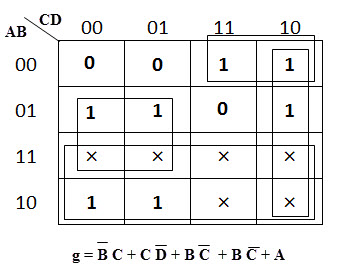 CD
AB 00 01 11 10
00 0 0 1 1
01 1 1 0 1
11 × × × ×
10 1 1 × ×
g = B̅ C + C D̅ + B C̅ + B C̅ + A